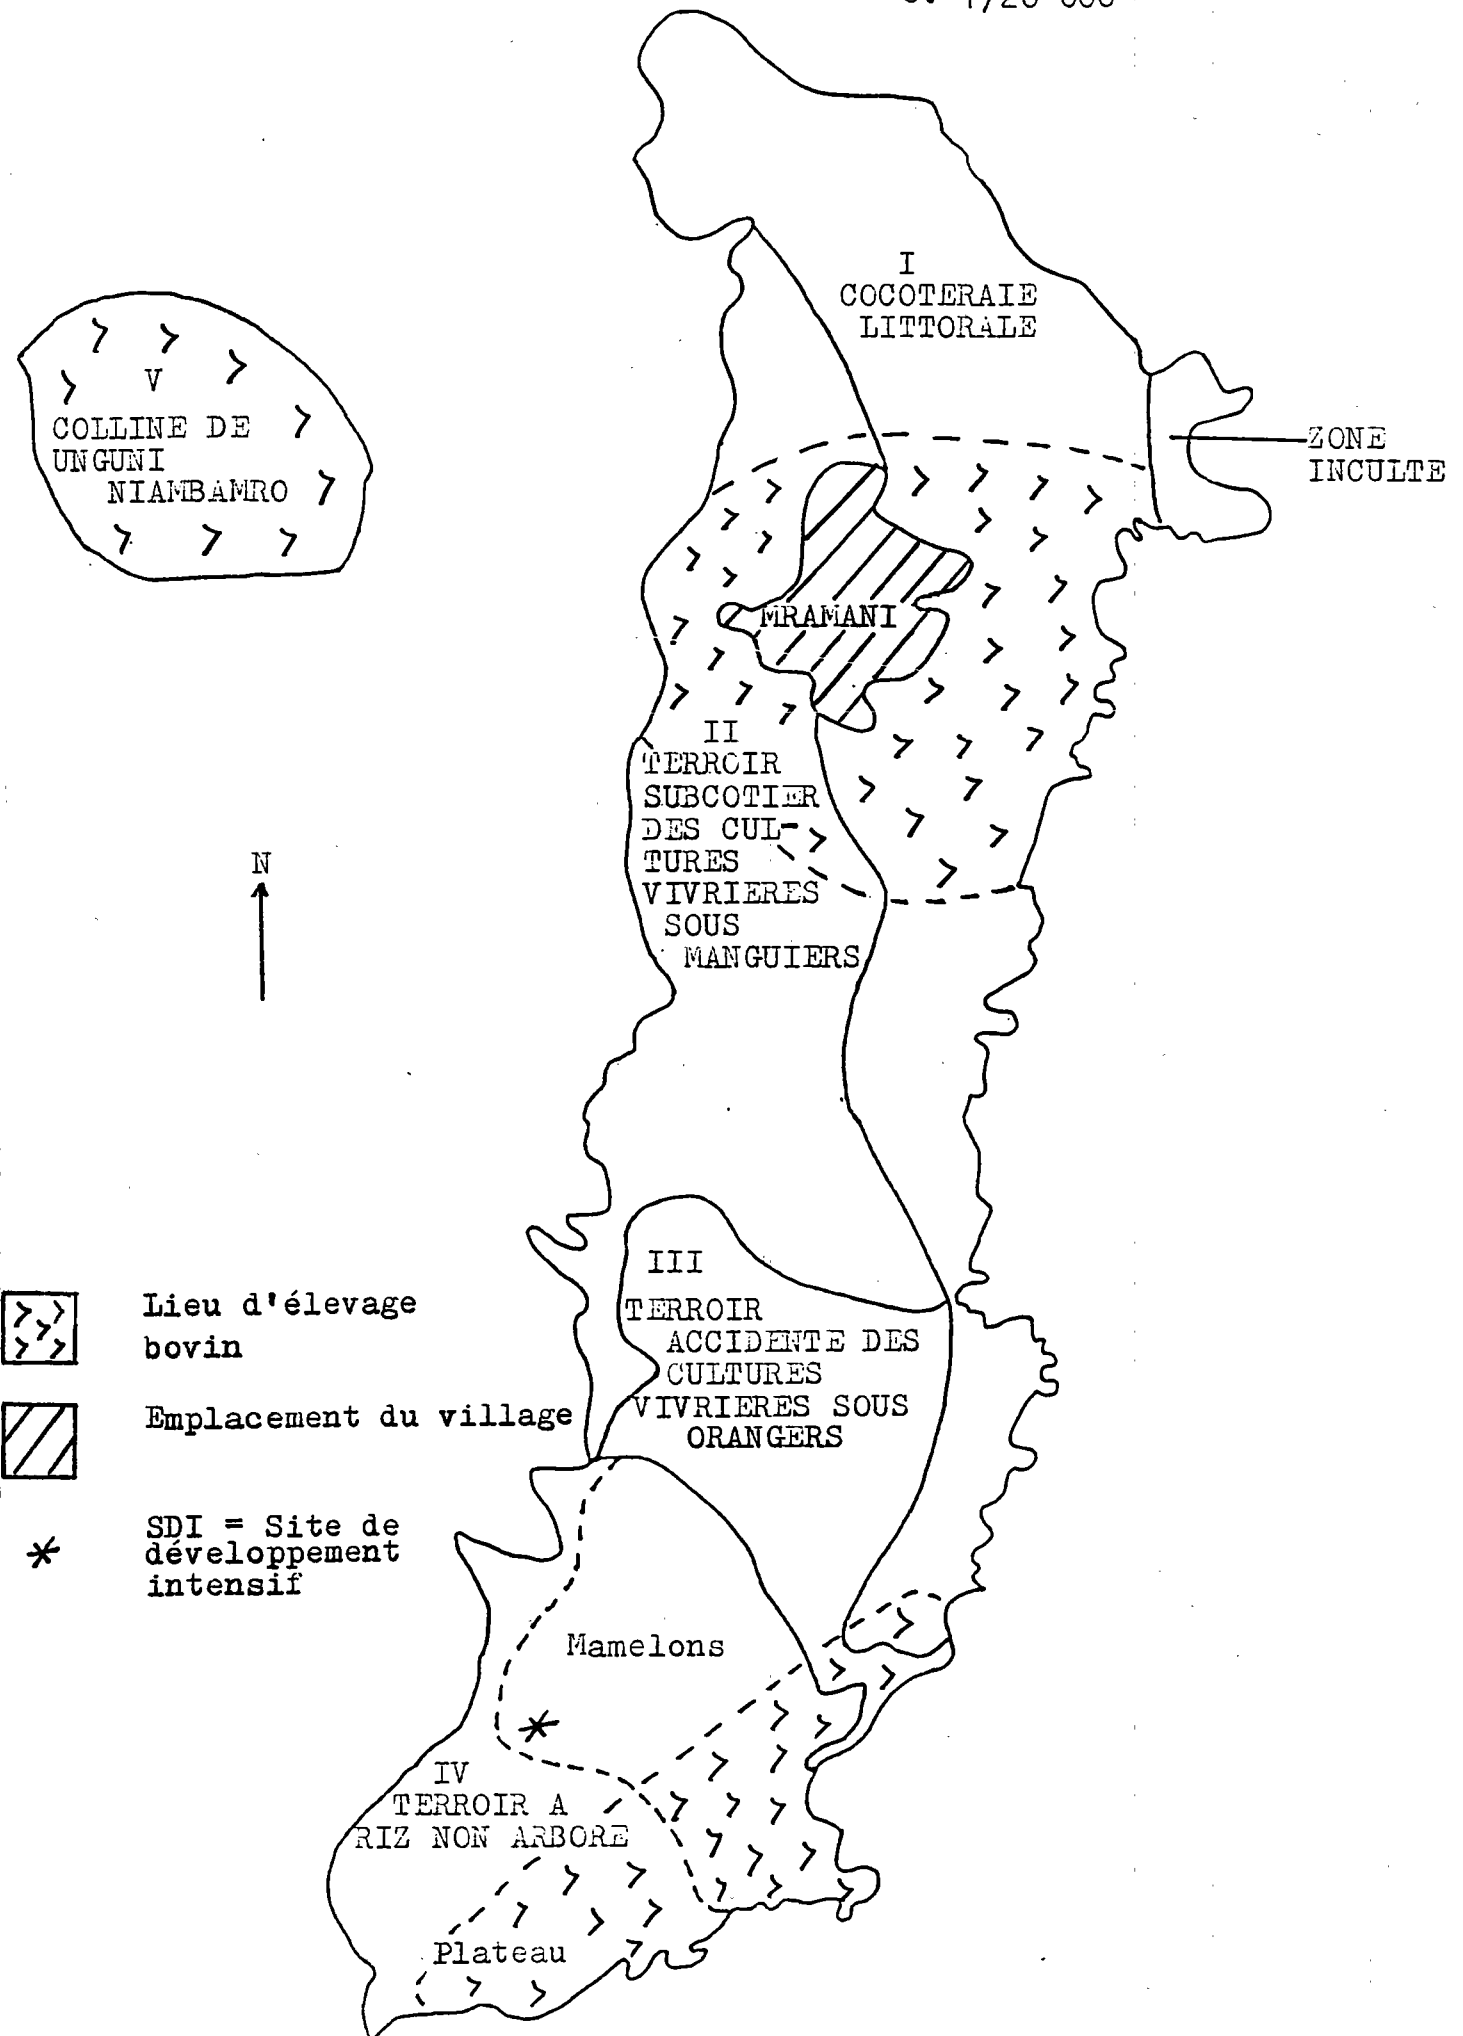 I
COCOTERAIE
LITTORALE
V
COLLINE DE
UNGUNI
NIAMBAMRO
ZONE
INCULTE
MRAMANI
II
TERROIR
SUBCOTIER
DES CUL-
TURES
VIVRIERES
SOUS
MANGUIERS
N
III
TERROIR
ACCIDENTE DES
CULTURES
VIVRIERES SOUS
ORANGERS
Lieu d'élevage
bovin
Emplacement du village
SDI = Site de
développement
intensif
Mamelons
IV
TERROIR A
RIZ NON ARBORE
Plateau